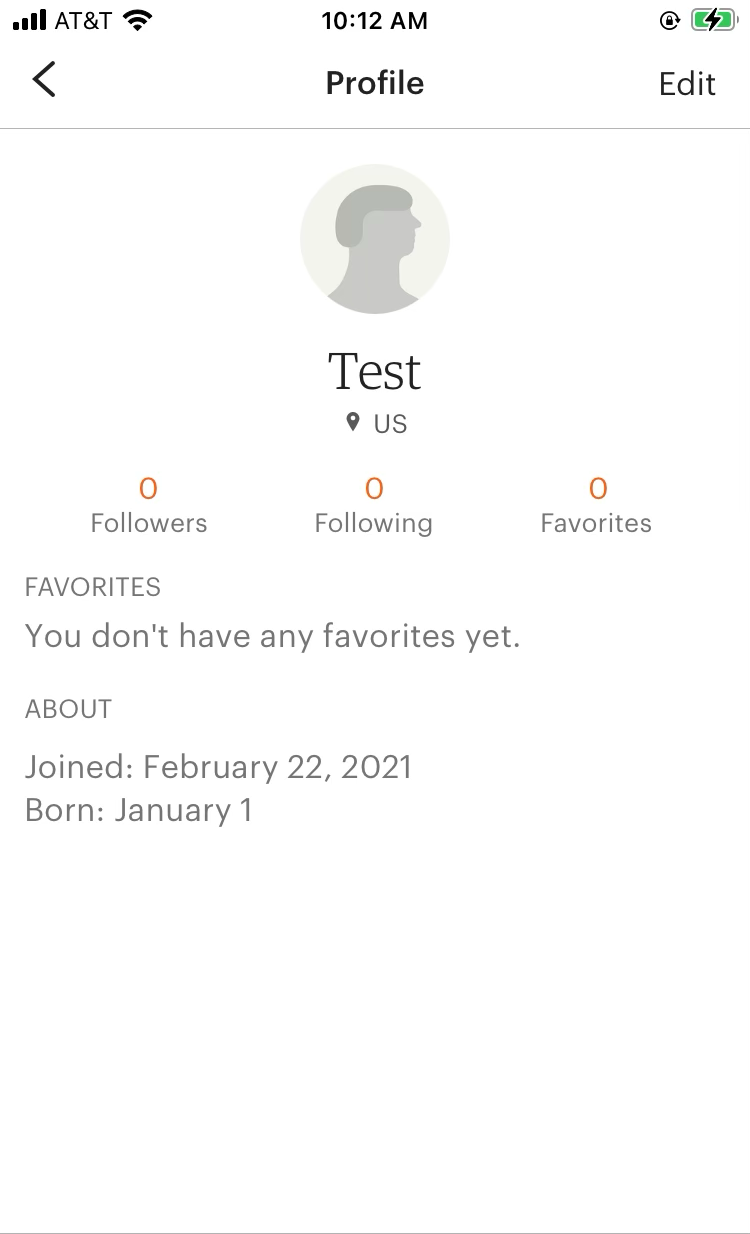 AT&T 10:12 AM
Profile Edit
Test
US
0 0 0
Followers Following Favorites
FAVORITES
You don't have any favorites yet.
ABOUT
Joined: February 22, 2021
Born: January 1